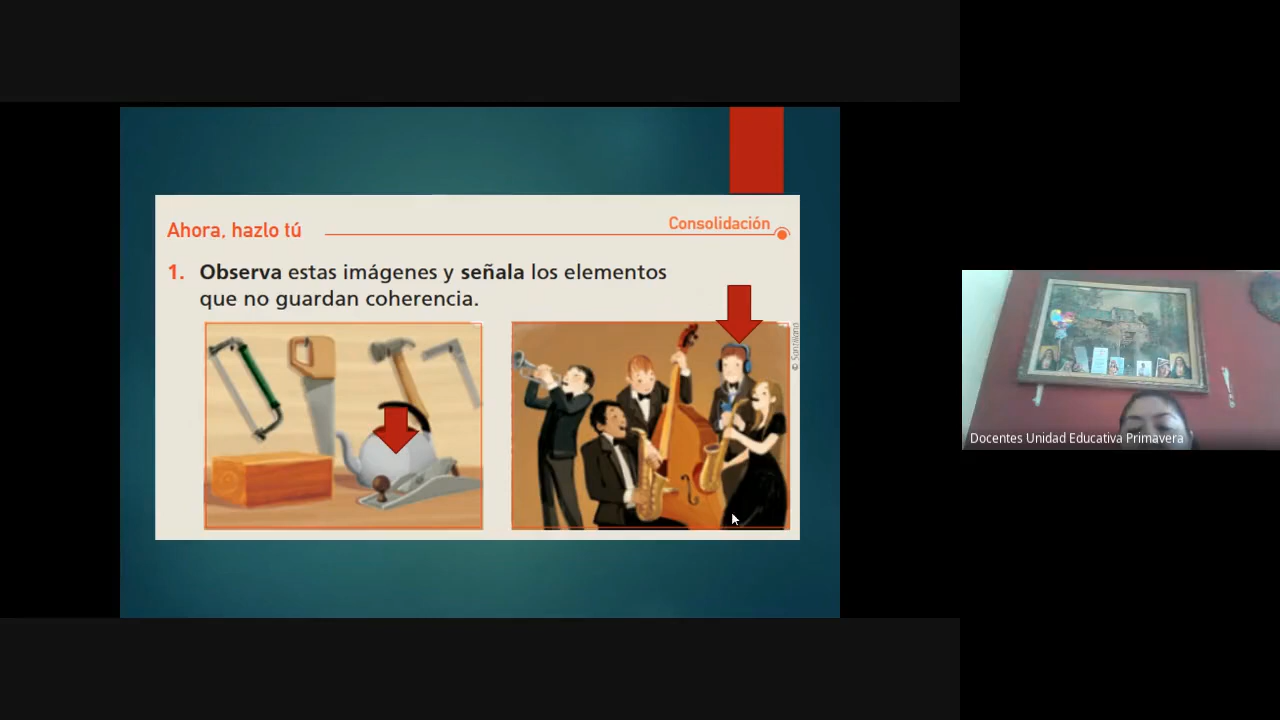 Consolidación
Ahora, hazlo tú
1. Observa estas imágenes y señala los elementos
que no guardan coherencia.
© Santillana
Docentes Unidad Educativa Primavera